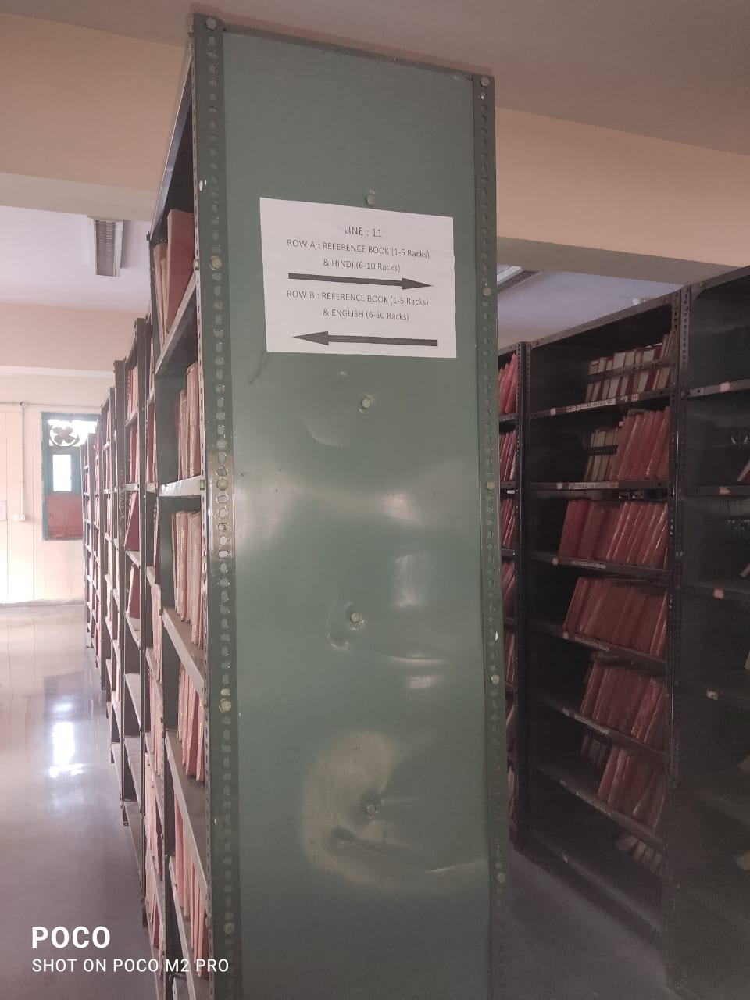 LINE : 11
ROW A : REFERENCE BOOK (1-5 Racks)
& HINDI (6-10 Racks)
ROW B : REFERENCE BOOK (1-5 Racks)
& ENGLISH (6-10 Racks)
POCO
SHOT ON POCO M2 PRO